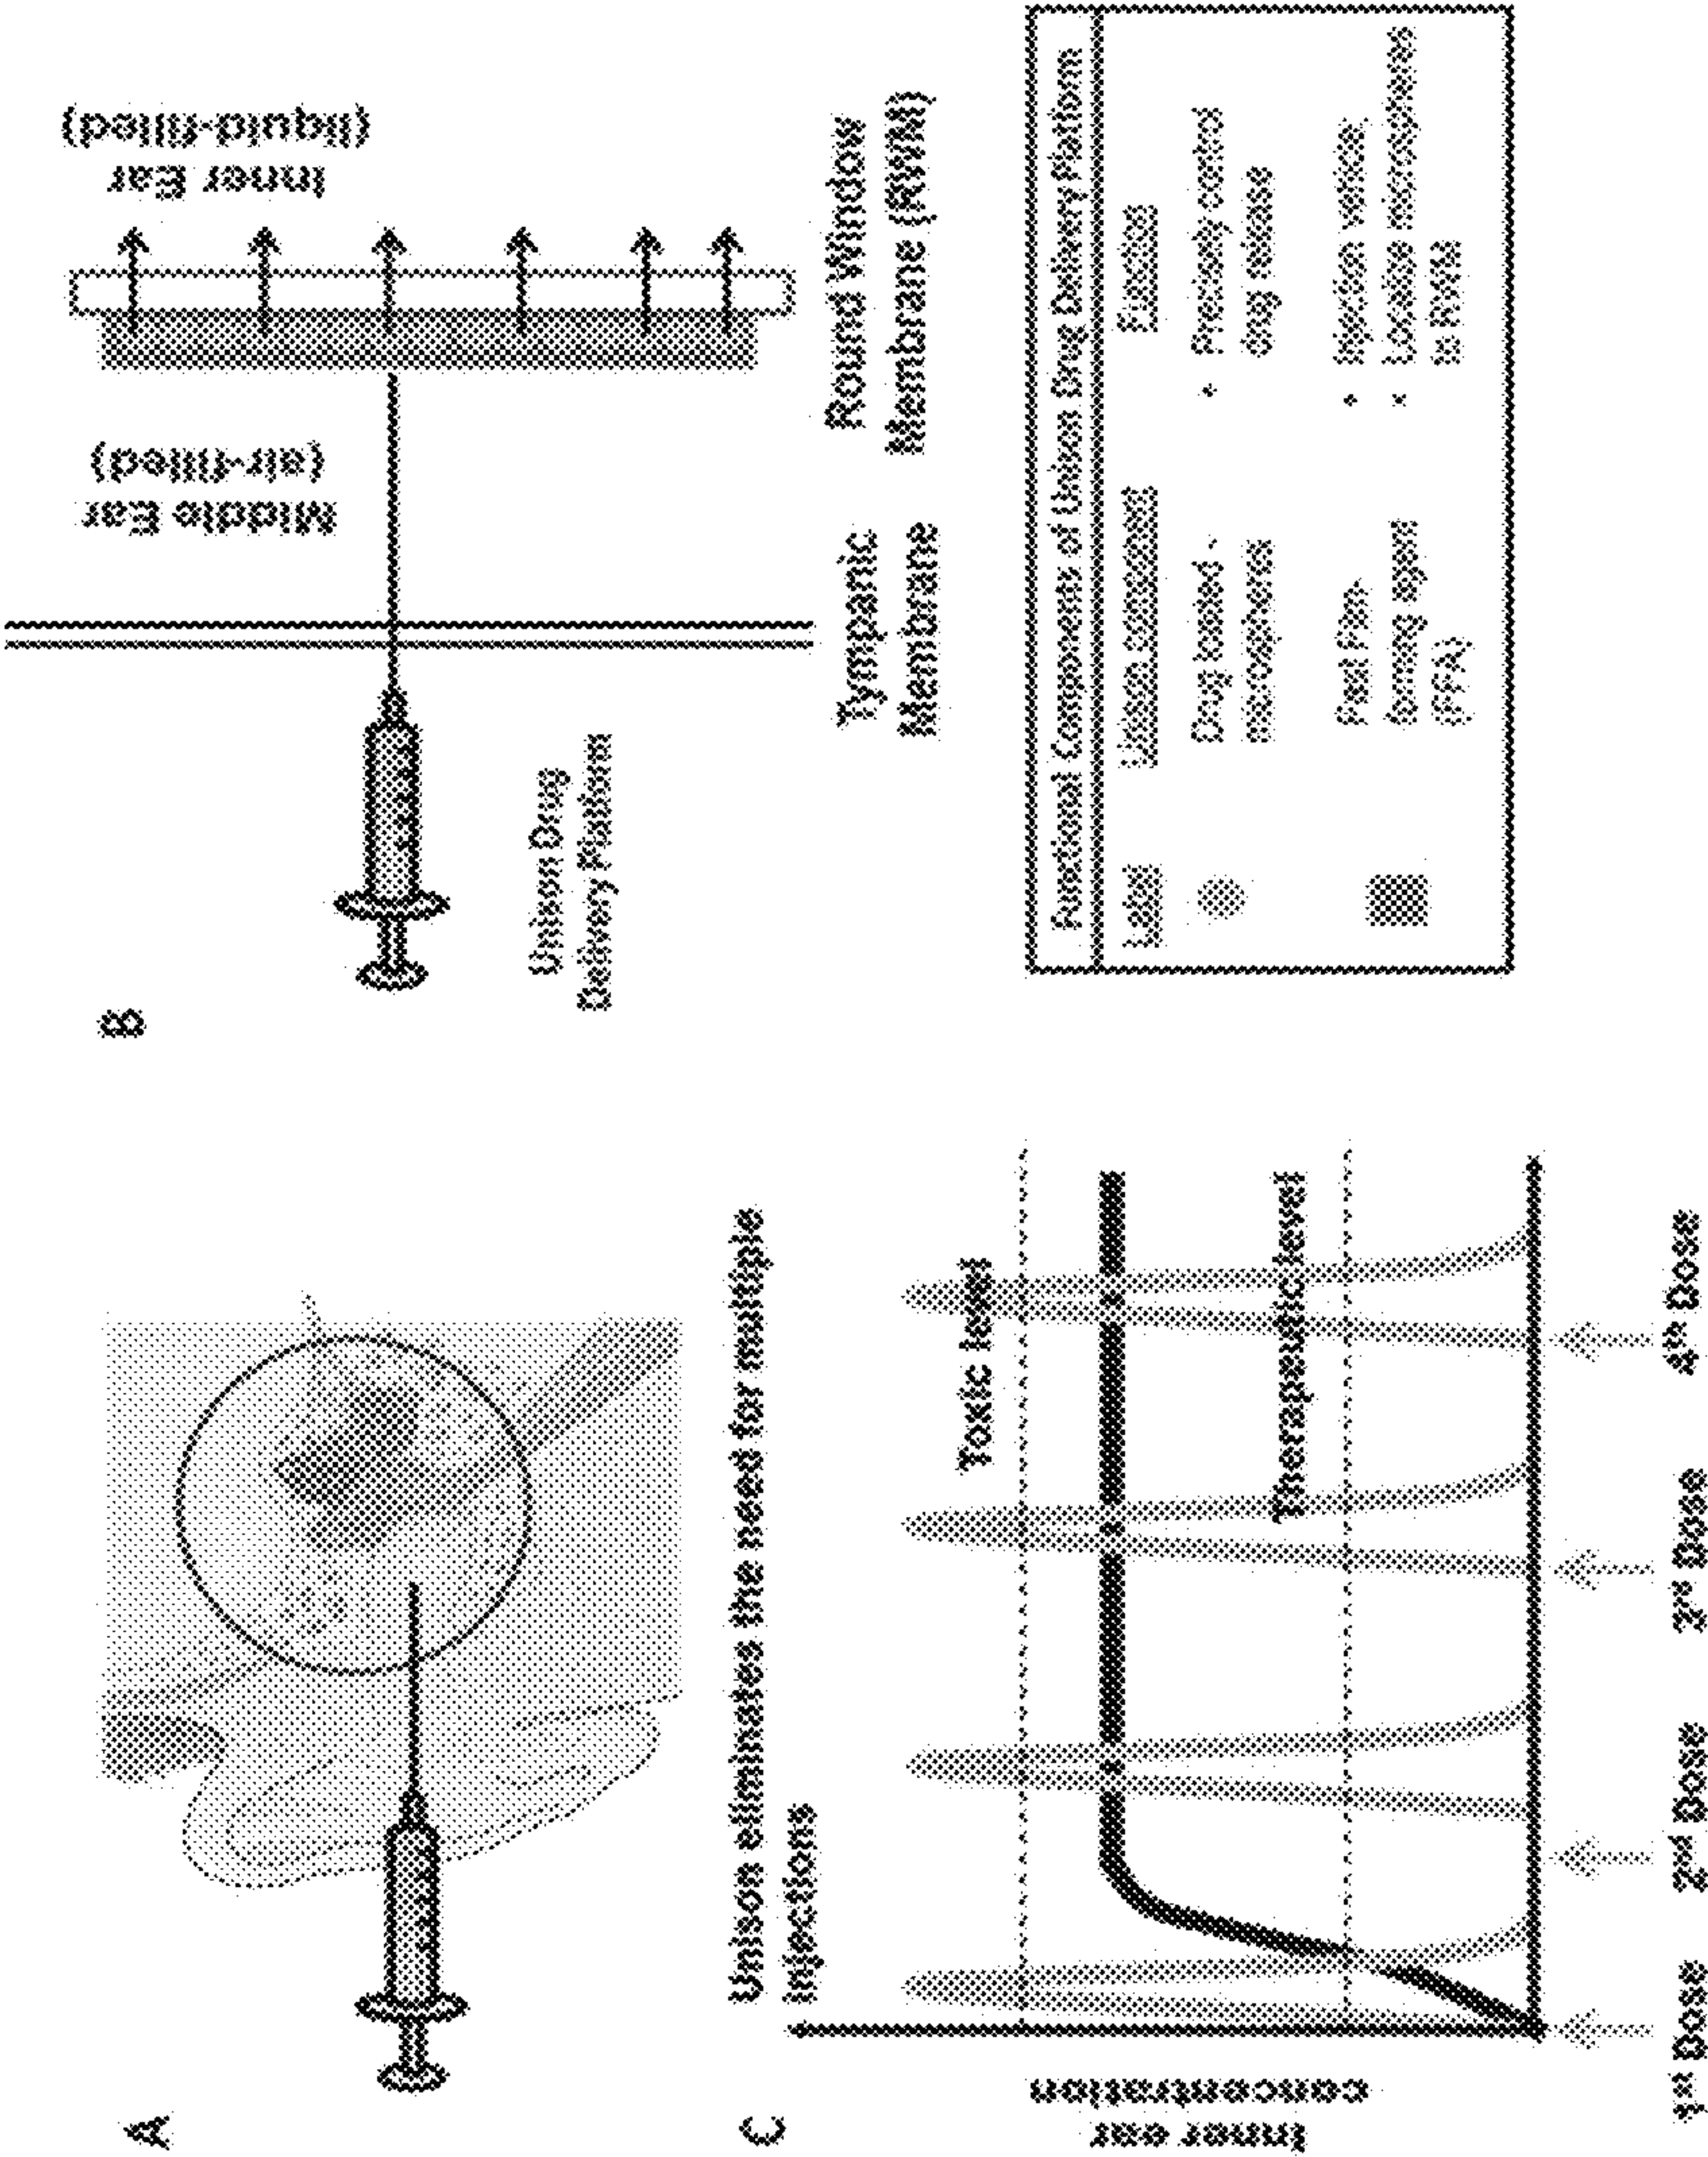 A
B
Middle Ear
(air-filled)
Inner Ear
(liquid-filled)
Unison Drug
Delivery Platform
Tympanic
Membrane
Round Window
Membrane (RWM)
C
Unison eliminates the need for multiple
injections
Inner ear
concentration
Toxic level
Therapeutic level
1st Dose
2nd Dose
3rd Dose
4th Dose
Functional Components of Unison Drug Delivery Platform
Label
Unison component
Function
Drug loaded -
microspheres
• Precisely control
drug release
Dual Film
forming agent
(FFA)
• Injection vehicle
• Localize microspheres
to RWM